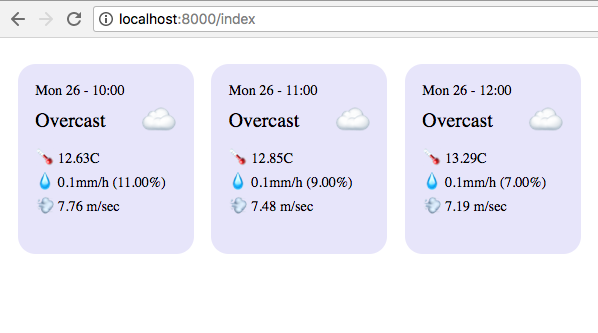 localhost:8000/index
Mon 26 - 10:00
Overcast
12.63C
0.1mm/h (11.00%)
7.76 m/sec
Mon 26 - 11:00
Overcast
12.85C
0.1mm/h (9.00%)
7.48 m/sec
Mon 26 - 12:00
Overcast
13.29C
0.1mm/h (7.00%)
7.19 m/sec